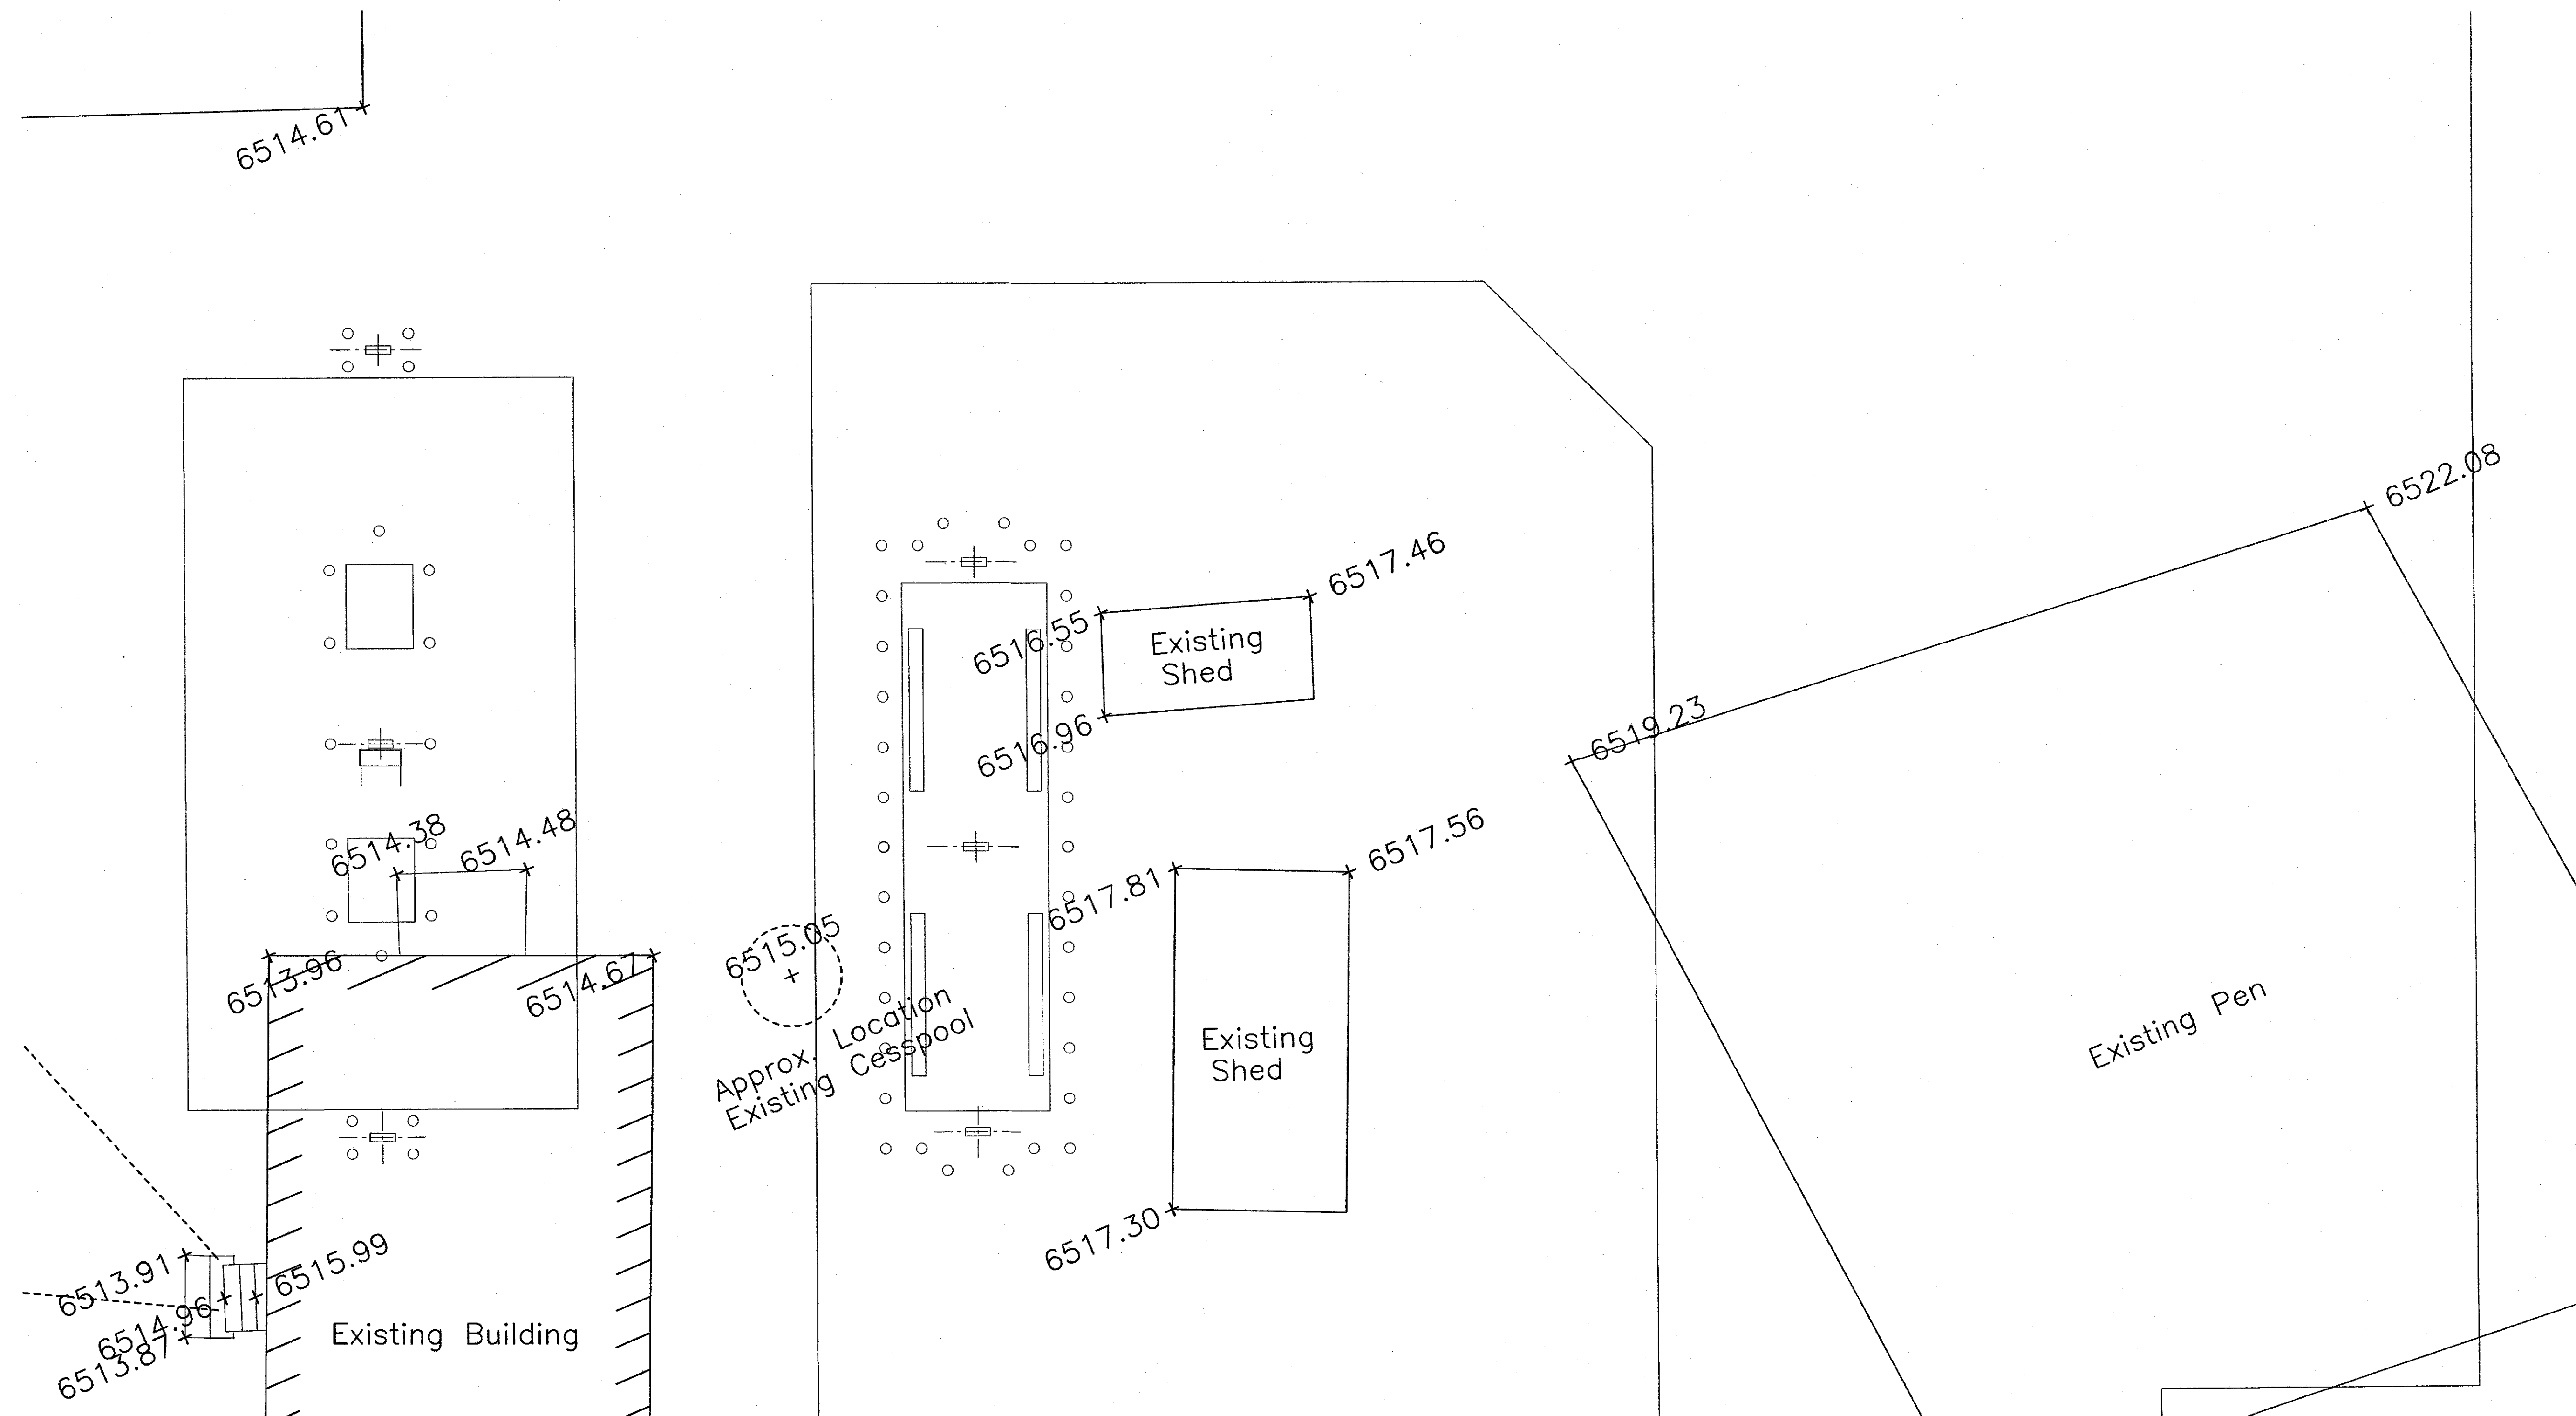 6514.61
6522.08
6517.46
6516.55
Existing
Shed
6516.96
6519.23
6514.38
6514.48
6517.81
6517.56
6515.05
6513.96
6514.67
Approx. Location
Existing Cesspool
Existing
Shed
Existing Pen
6517.30
6513.91
6515.99
6514.96
6513.87
Existing Building